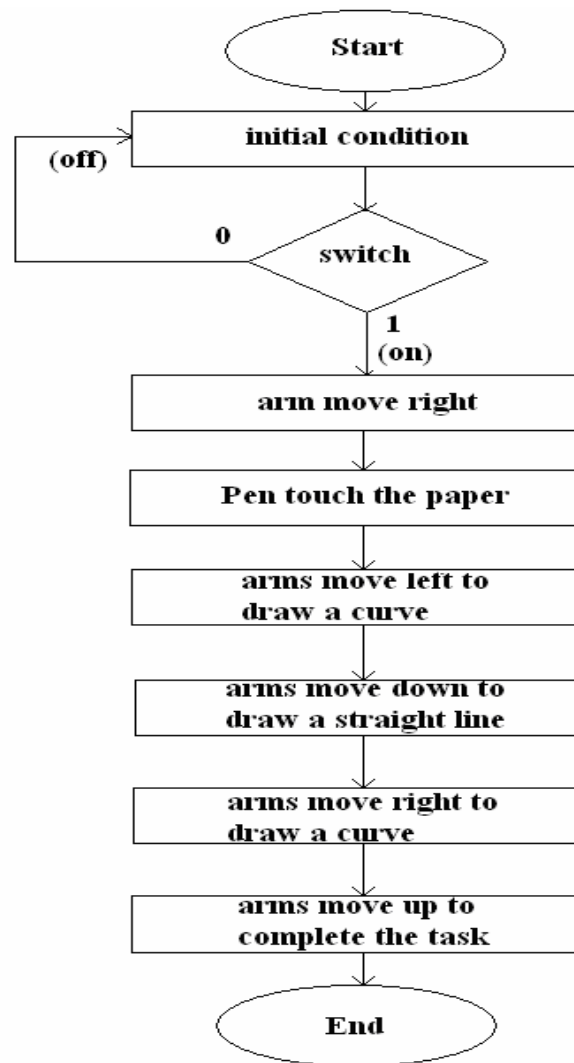 Start
initial condition
(off)
0
switch
1
(on)
arm move right
Pen touch the paper
arms move left to
draw a curve
arms move down to
draw a straight line
arms move right to
draw a curve
arms move up to
complete the task
End